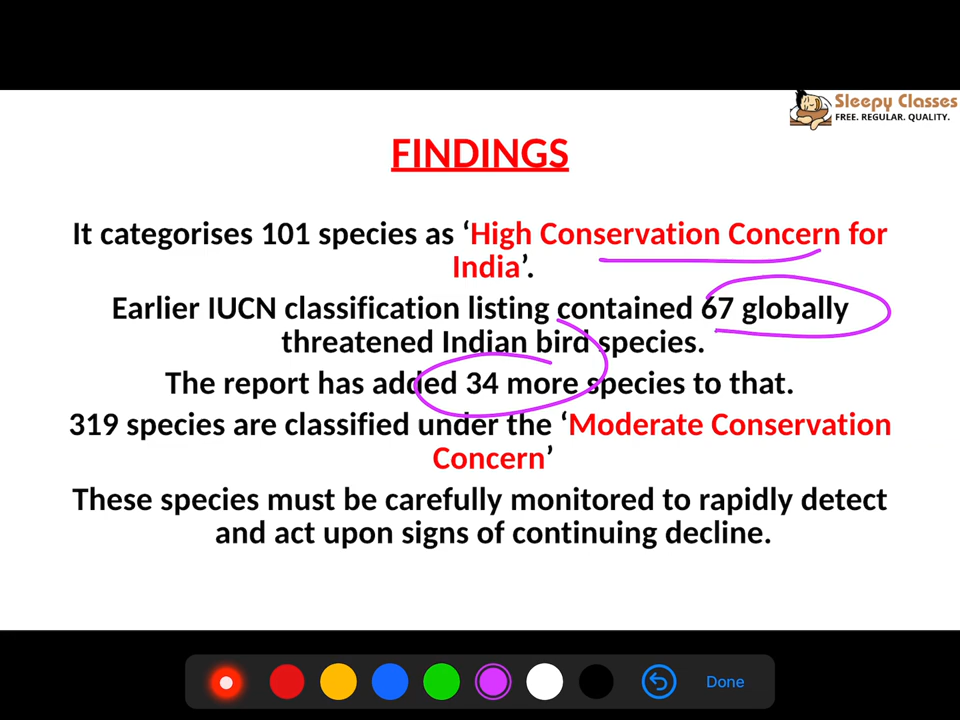 Sleepy Classes
FREE. REGULAR. QUALITY.
FINDINGS
It categorises 101 species as ‘High Conservation Concern for
India’.
Earlier IUCN classification listing contained 67 globally
threatened Indian bird species.
The report has added 34 more species to that.
319 species are classified under the ‘Moderate Conservation
Concern’
These species must be carefully monitored to rapidly detect
and act upon signs of continuing decline.
Done